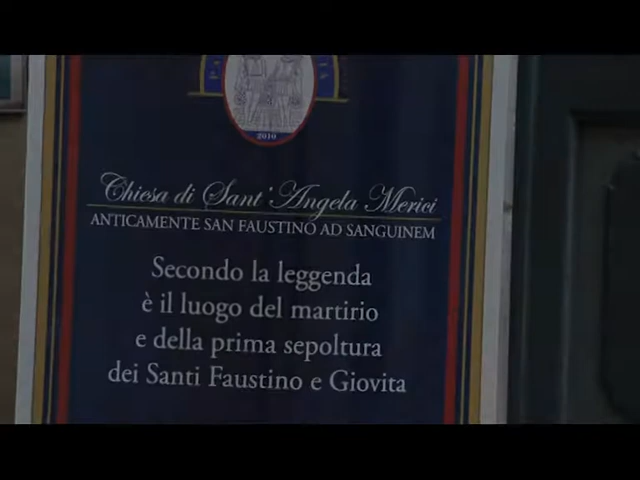 2010
Chiesa di Sant'Angela Merici
ANTICAMENTE SAN FAUSTINO AD SANGUINEM
Secondo la leggenda
è il luogo del martirio
e della prima sepoltura
dei Santi Faustino e Giovita